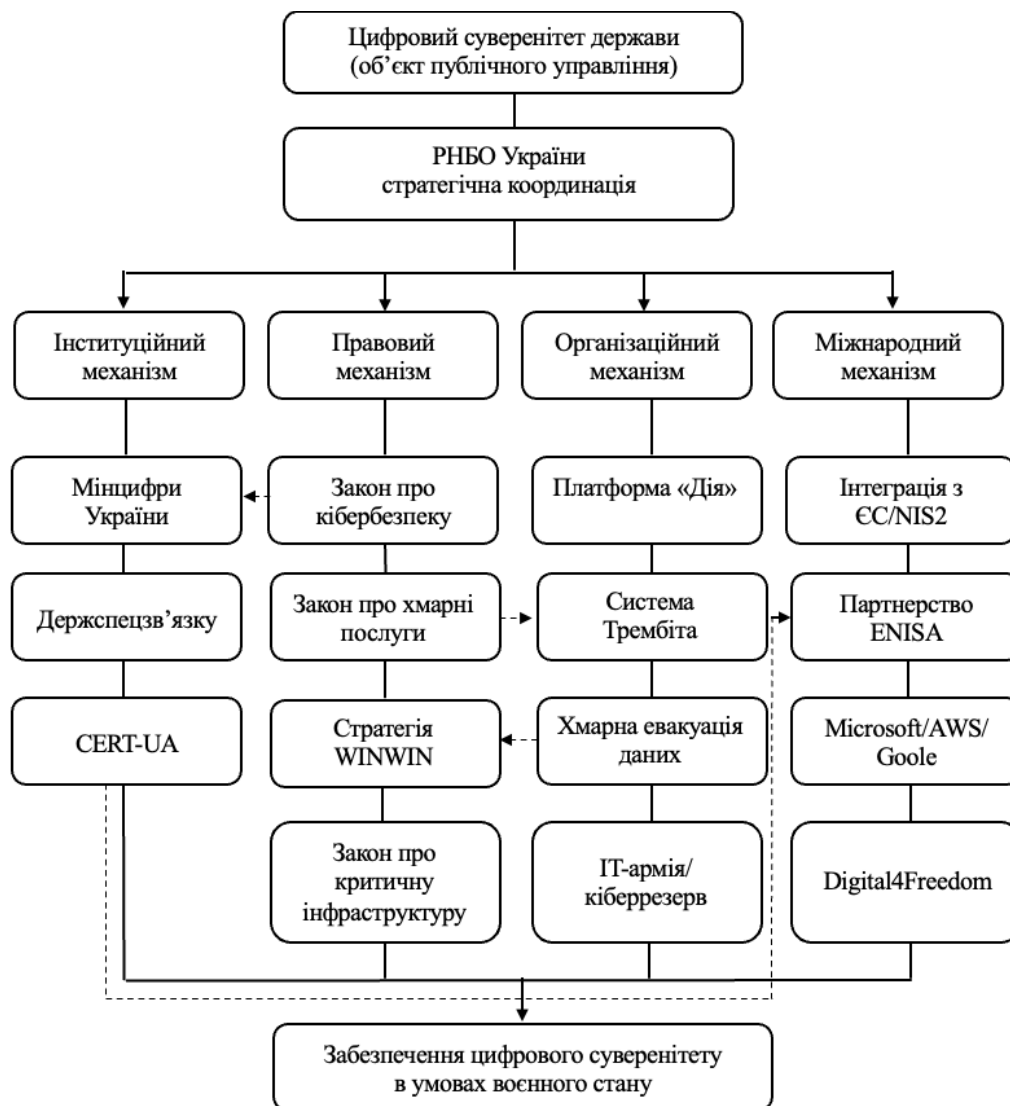 Цифровий суверенітет держави
(об’єкт публічного управління)
РНБО України
стратегічна координація
Інституційний
механізм
Правовий
механізм
Організаційний
механізм
Міжнародний
механізм
Мінцифри
України
Закон про
кібербезпеку
Платформа «Дія»
Інтеграція з
ЄС/NIS2
Держспецзв’язку
Закон про хмарні
послуги
Система
Трембіта
Партнерство
ENISA
CERT-UA
Стратегія
WINWIN
Хмарна евакуація
даних
Microsoft/AWS/
Goole
Закон про
критичну
інфраструктуру
ІТ-армія/
кіберрезерв
Digital4Freedom
Забезпечення цифрового суверенітету
в умовах воєнного стану